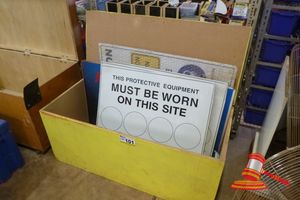 THIS PROTECTIVE EQUIPMENT
MUST BE WORN
ON THIS SITE
101